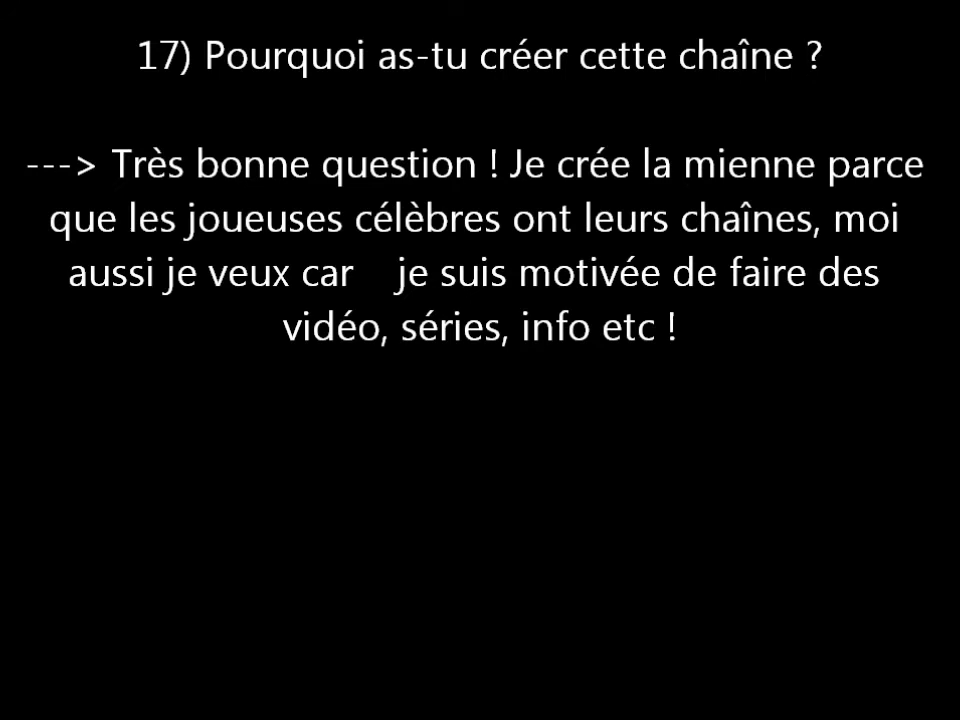 17) Pourquoi as-tu créer cette chaîne ?
---> Très bonne question ! Je crée la mienne parce
que les joueuses célèbres ont leurs chaînes, moi
aussi je veux car    je suis motivée de faire des
vidéo, séries, info etc !